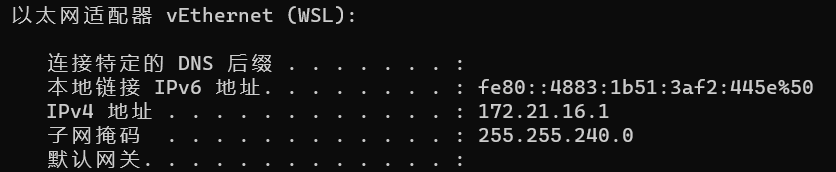 以太网适配器 vEthernet (WSL):
连接特定的 DNS 后缀 . . . . . . . :
本地链接 IPv6 地址. . . . . . . . : fe80::4883:1b51:3af2:445e%50
IPv4 地址 . . . . . . . . . . . . : 172.21.16.1
子网掩码  . . . . . . . . . . . . : 255.255.240.0
默认网关. . . . . . . . . . . . . :